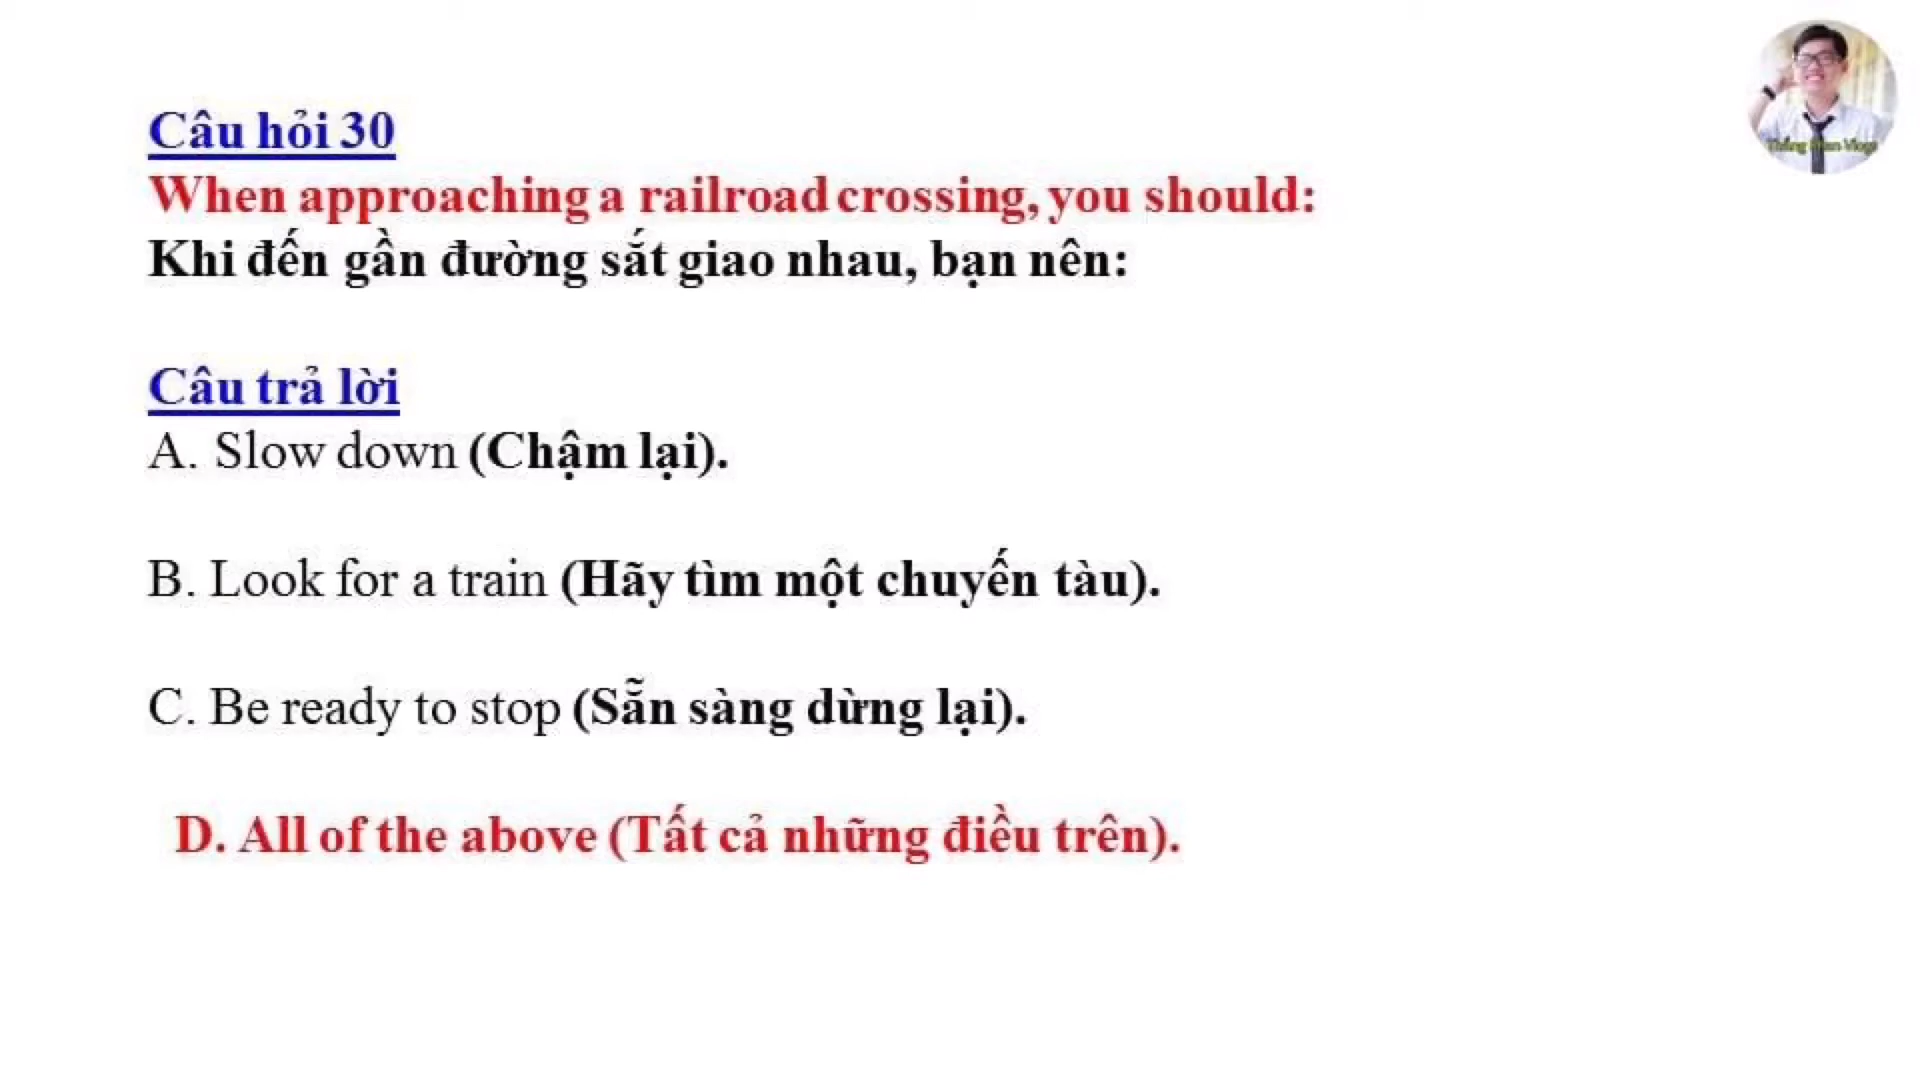 Câu hỏi 30
When approaching a railroad crossing, you should:
Khi đến gần đường sắt giao nhau, bạn nên:
Câu trả lời
A. Slow down (Chậm lại).
B. Look for a train (Hãy tìm một chuyến tàu).
C. Be ready to stop (Sẵn sàng dừng lại).
D. All of the above (Tất cả những điều trên).